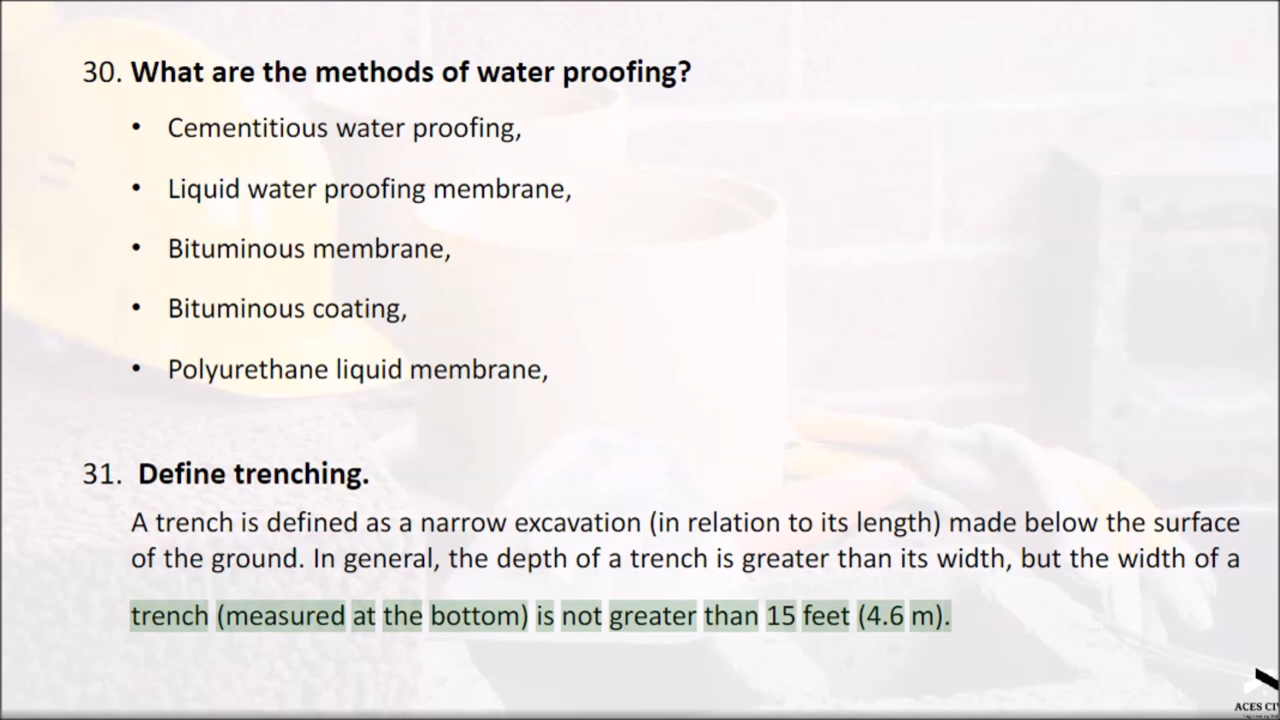 30. What are the methods of water proofing?
• Cementitious water proofing,
• Liquid water proofing membrane,
• Bituminous membrane,
• Bituminous coating,
• Polyurethane liquid membrane,
31. Define trenching.
A trench is defined as a narrow excavation (in relation to its length) made below the surface
of the ground. In general, the depth of a trench is greater than its width, but the width of a
trench (measured at the bottom) is not greater than 15 feet (4.6 m).
ACES